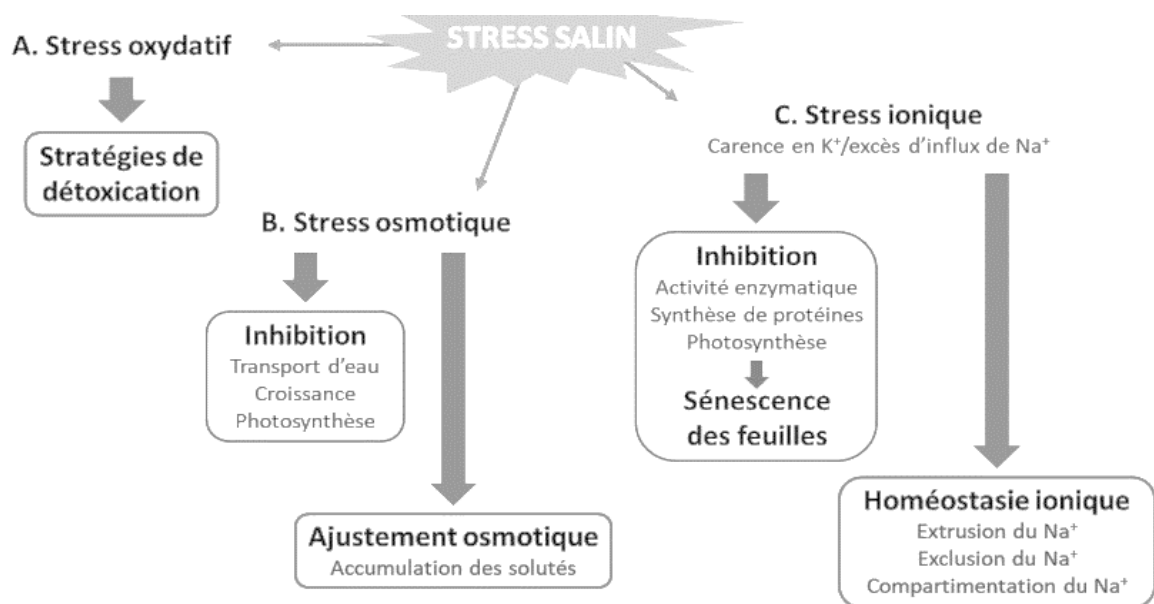 STRESS SALIN
A. Stress oxydatif
Stratégies de
détoxication
B. Stress osmotique
Inhibition
Transport d'eau
Croissance
Photosynthèse
Ajustement osmotique
Accumulation des solutés
C. Stress ionique
Carence en K⁺/excès d'influx de Na⁺
Inhibition
Activité enzymatique
Synthèse de protéines
Photosynthèse
Sénescence
des feuilles
Homéostasie ionique
Extrusion du Na⁺
Exclusion du Na⁺
Compartimentation du Na⁺